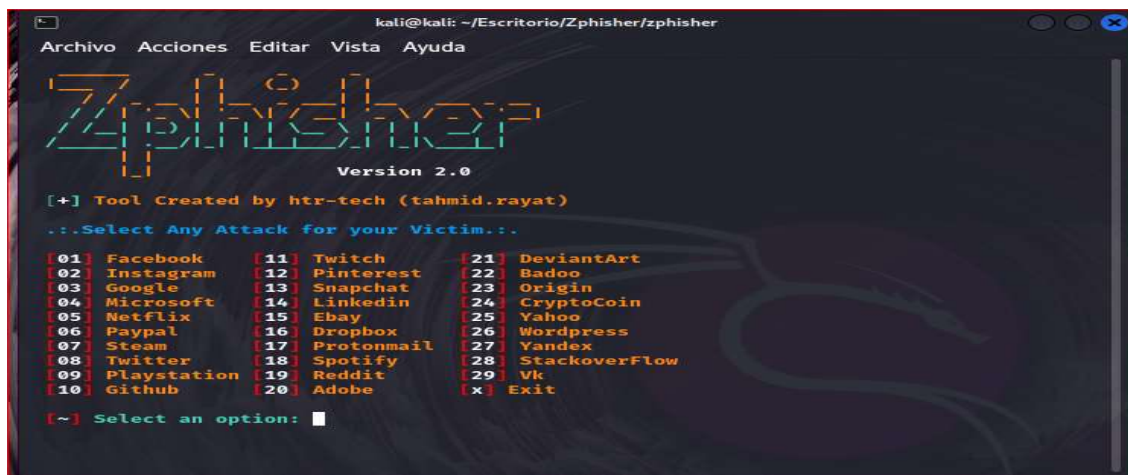 kali@kali: ~/Escritorio/Zphisher/zphisher
Archivo Acciones Editar Vista Ayuda
Zphisher
Version 2.0
[+] Tool Created by htr-tech (tahmid.rayat)
.:.Select Any Attack for your Victim.:.
[01] Facebook [11] Twitch [21] DeviantArt
[02] Instagram [12] Pinterest [22] Badoo
[03] Google [13] Snapchat [23] Origin
[04] Microsoft [14] Linkedin [24] CryptoCoin
[05] Netflix [15] Ebay [25] Yahoo
[06] Paypal [16] Dropbox [26] Wordpress
[07] Steam [17] Protonmail [27] Yandex
[08] Twitter [18] Spotify [28] StackoverFlow
[09] Playstation [19] Reddit [29] Vk
[10] Github [20] Adobe [x] Exit
[~] Select an option: